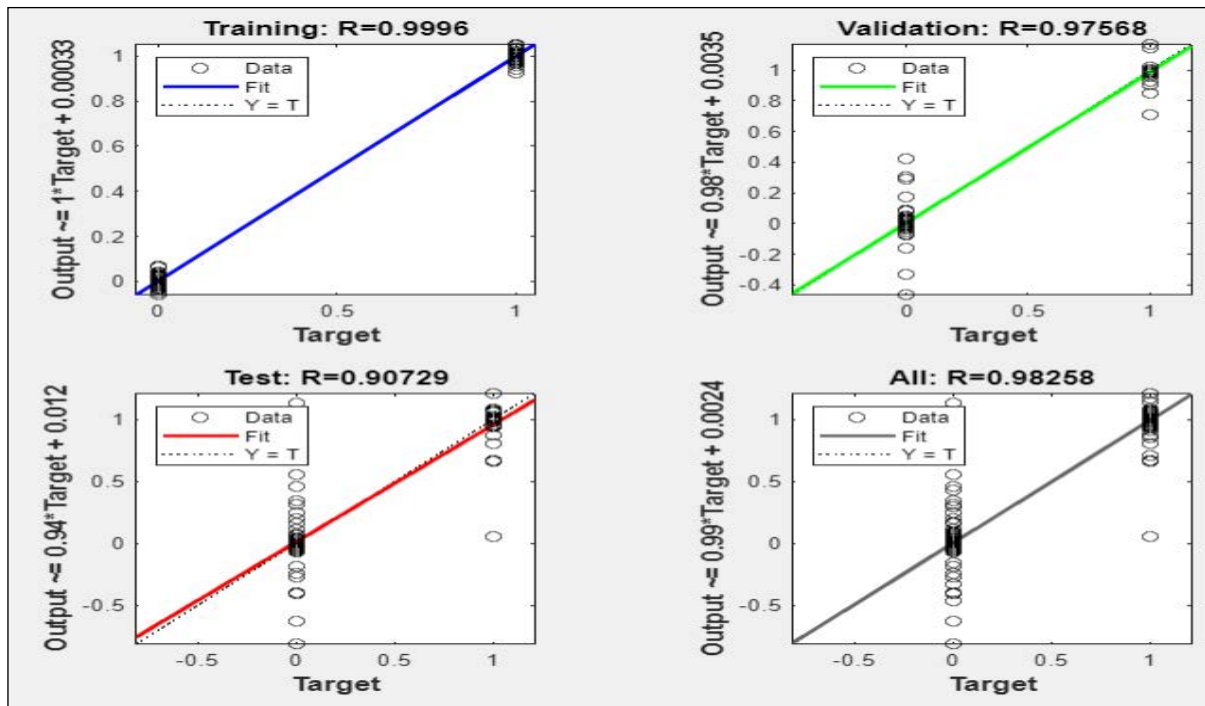 Training: R=0.9996
Output ~= 1*Target + 0.00033
Data
Fit
Y = T
1
0.8
0.6
0.4
0.2
0
0
0.5
1
Target
Validation: R=0.97568
Output ~= 0.98*Target + 0.0035
Data
Fit
Y = T
1
0.8
0.6
0.4
0.2
0
-0.2
-0.4
0
0.5
1
Target
Test: R=0.90729
Output ~= 0.94*Target + 0.012
Data
Fit
Y = T
1
0.5
0
-0.5
-0.5
0
0.5
1
Target
All: R=0.98258
Output ~= 0.99*Target + 0.0024
Data
Fit
Y = T
1
0.5
0
-0.5
-0.5
0
0.5
1
Target